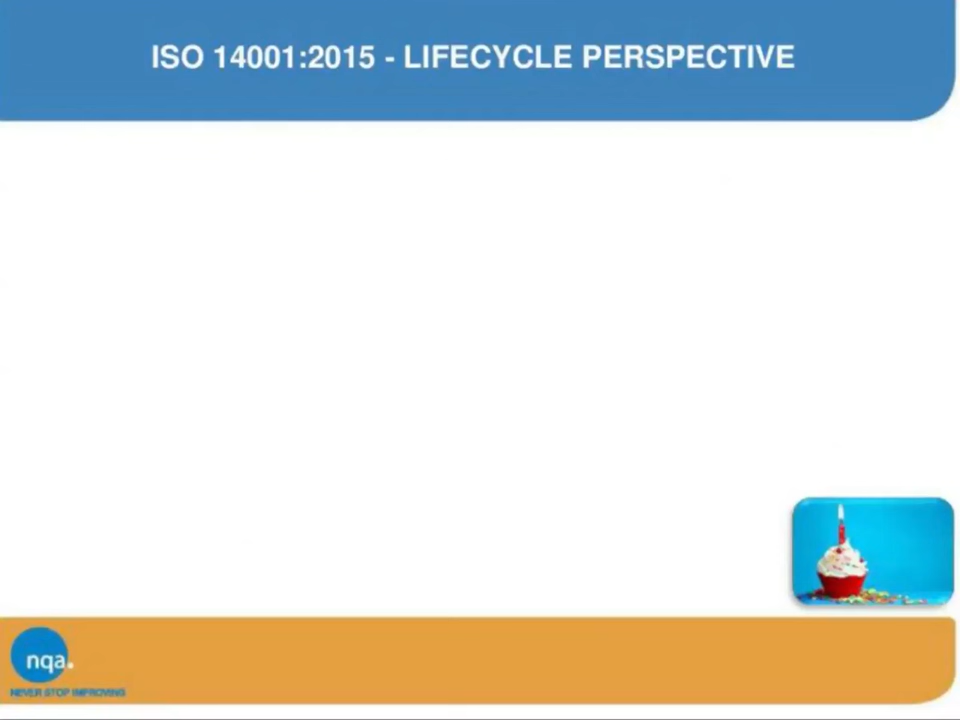 ISO 14001:2015 - LIFECYCLE PERSPECTIVE
nqa.
NEVER STOP IMPROVING